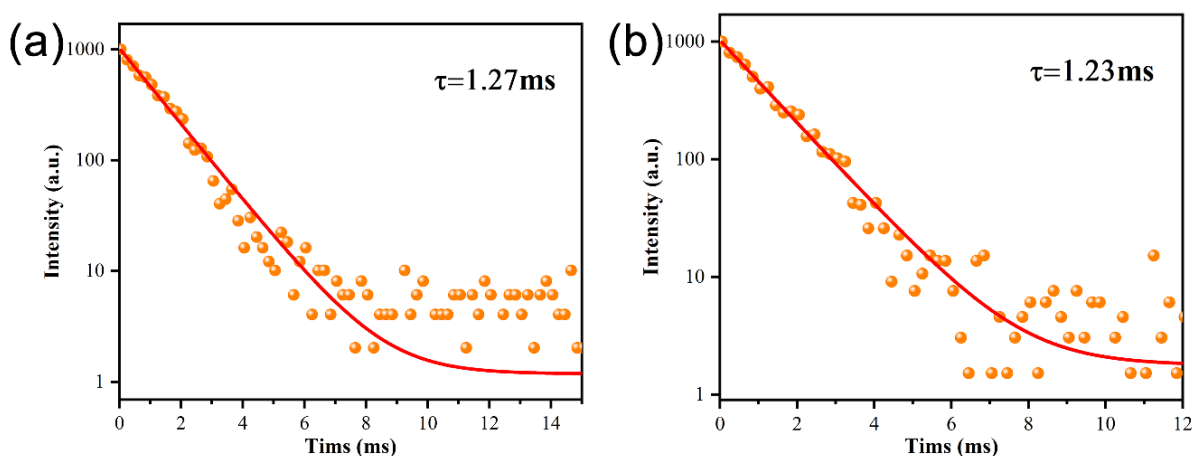 (a)
τ=1.27ms
Intensity (a.u.)
1000
100
10
1
0 2 4 6 8 10 12 14
Tims (ms)
(b)
τ=1.23ms
Intensity (a.u.)
1000
100
10
1
0 2 4 6 8 10 12
Tims (ms)